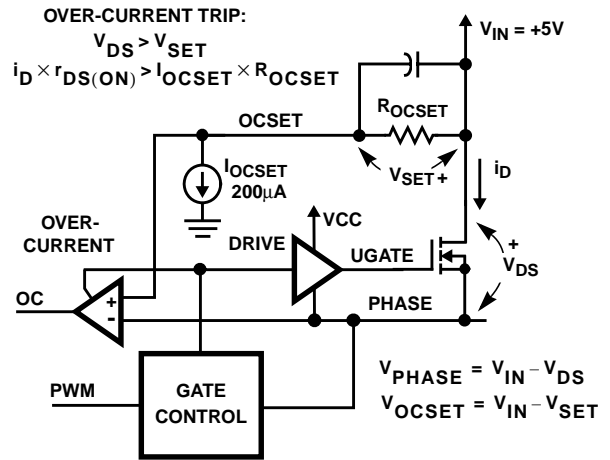 OVER-CURRENT TRIP:
VDS > VSET
iD × rDS(ON) > IOCSET × ROCSET
VIN = +5V
ROCSET
OCSET
VSET +
iD
IOCSET
200µA
VCC
OVER-
CURRENT
DRIVE
UGATE
+
VDS
OC
+
-
PHASE
PWM
GATE
CONTROL
VPHASE = VIN – VDS
VOCSET = VIN – VSET